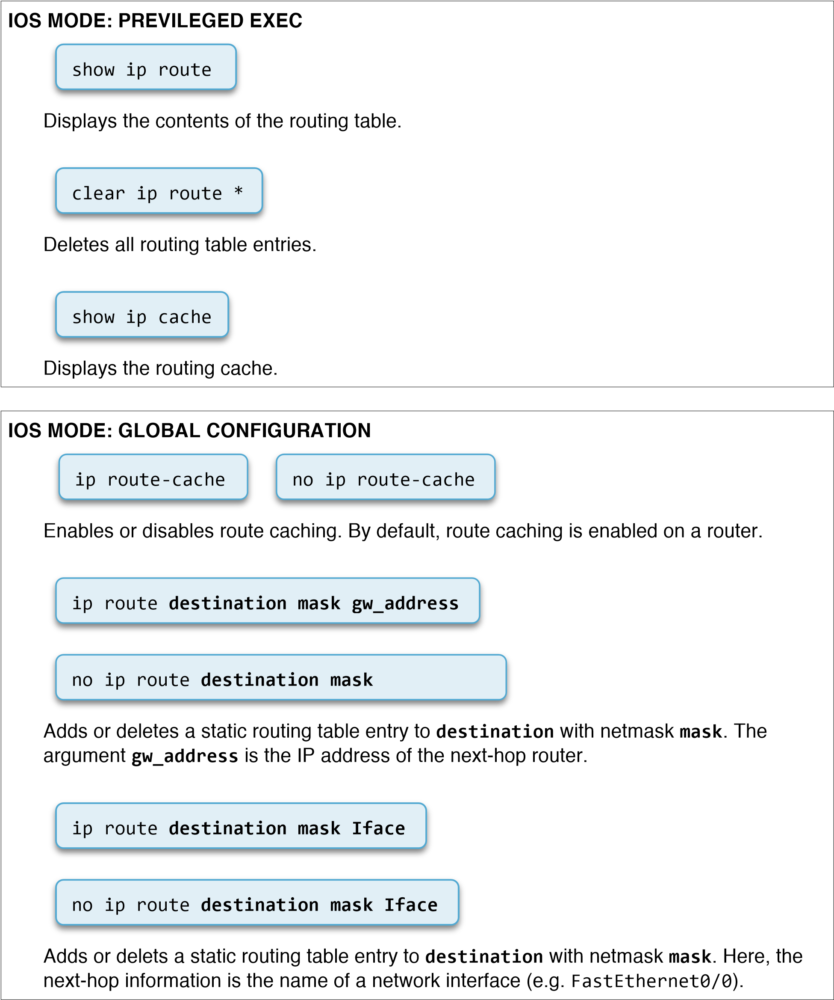 IOS MODE: PREVILEGED EXEC
show ip route
Displays the contents of the routing table.
clear ip route *
Deletes all routing table entries.
show ip cache
Displays the routing cache.
IOS MODE: GLOBAL CONFIGURATION
ip route-cache
no ip route-cache
Enables or disables route caching. By default, route caching is enabled on a router.
ip route destination mask gw_address
no ip route destination mask
Adds or deletes a static routing table entry to destination with netmask mask. The
argument gw_address is the IP address of the next-hop router.
ip route destination mask Iface
no ip route destination mask Iface
Adds or delets a static routing table entry to destination with netmask mask. Here, the
next-hop information is the name of a network interface (e.g. FastEthernet0/0).